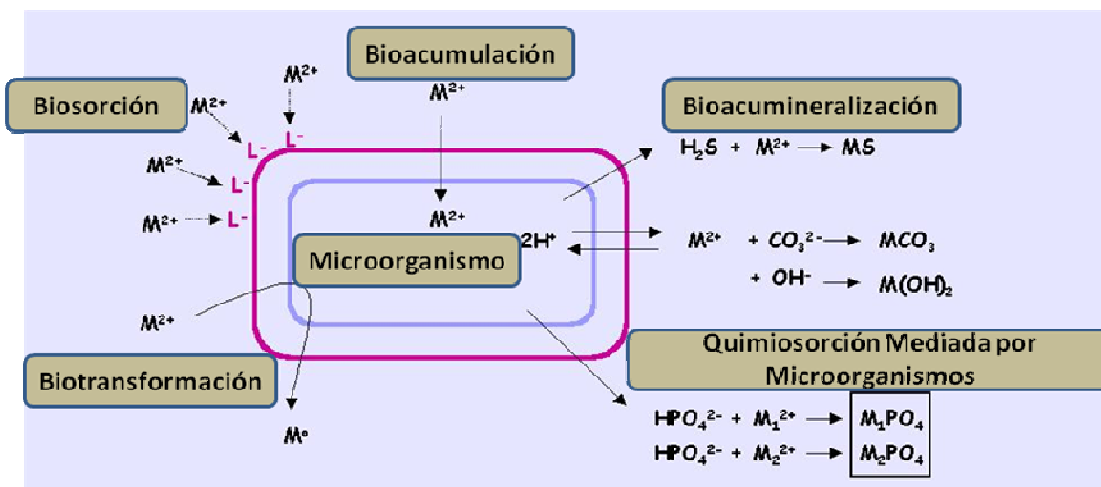 Bioacumulación
Biosorción
M²⁺
M²⁺
M²⁺
Bioacumineralización
L⁻
L⁻
H₂S + M²⁺ → MS
M²⁺
L⁻
M²⁺
L⁻
M²⁺
2H⁺
M²⁺ + CO₃²⁻ → MCO₃
Microorganismo
+ OH⁻ → M(OH)₂
M²⁺
Quimiosorción Mediada por
Microorganismos
Biotransformación
HPO₄²⁻ + M₁²⁺ → M₁PO₄
M⁰
HPO₄²⁻ + M₂²⁺ → M₂PO₄